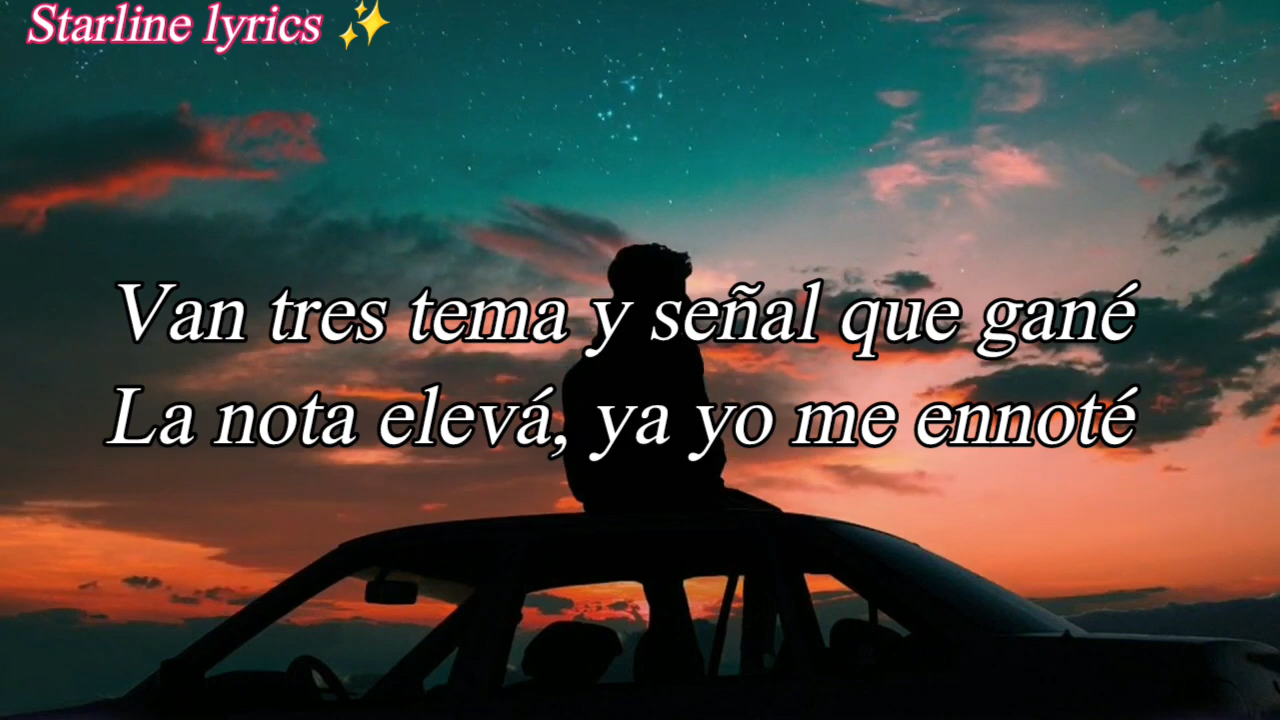 Starline lyrics ✨
Van tres tema y señal que gané
La nota elevá, ya yo me ennoté